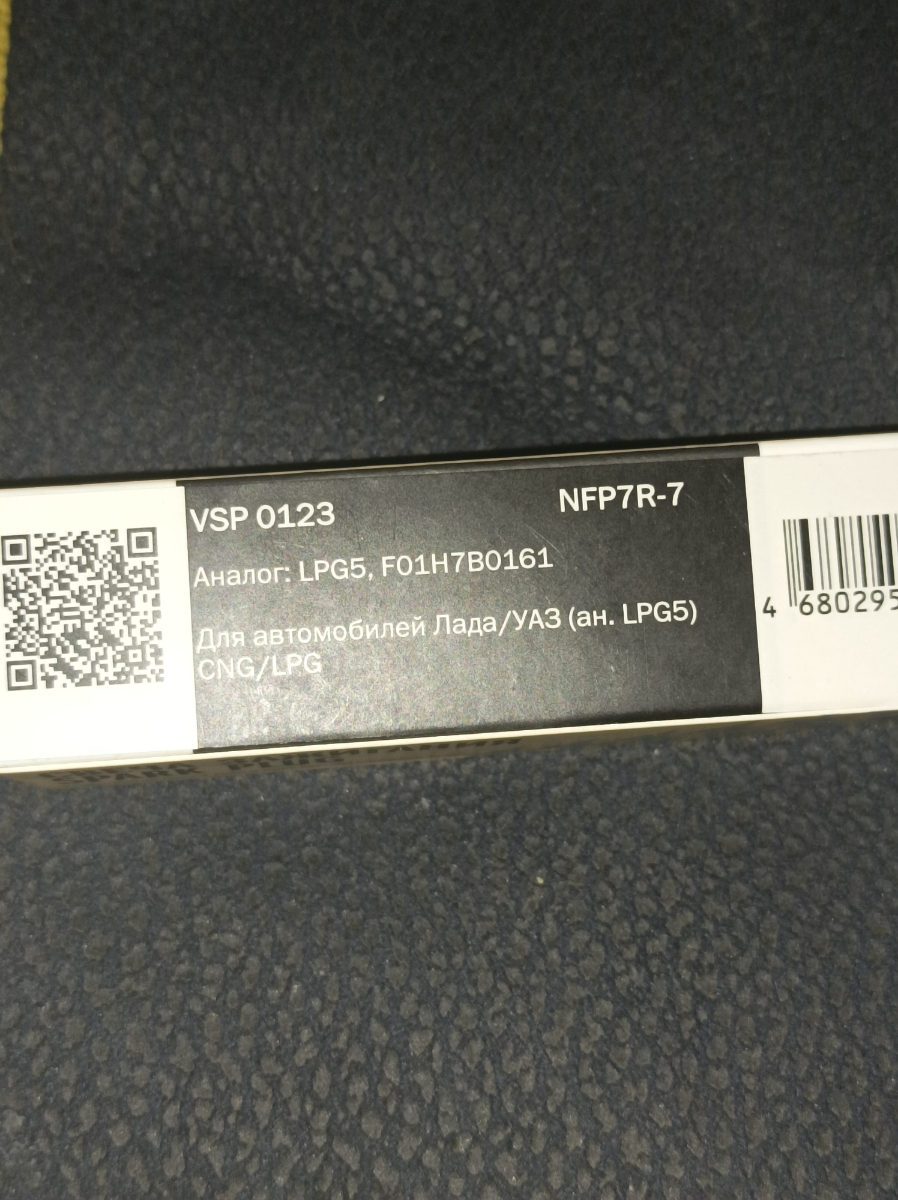 VSP 0123
NFP7R-7
Аналог: LPG5, F01H7B0161
Для автомобилей Лада/УАЗ (ан. LPG5)
CNG/LPG
4 680295